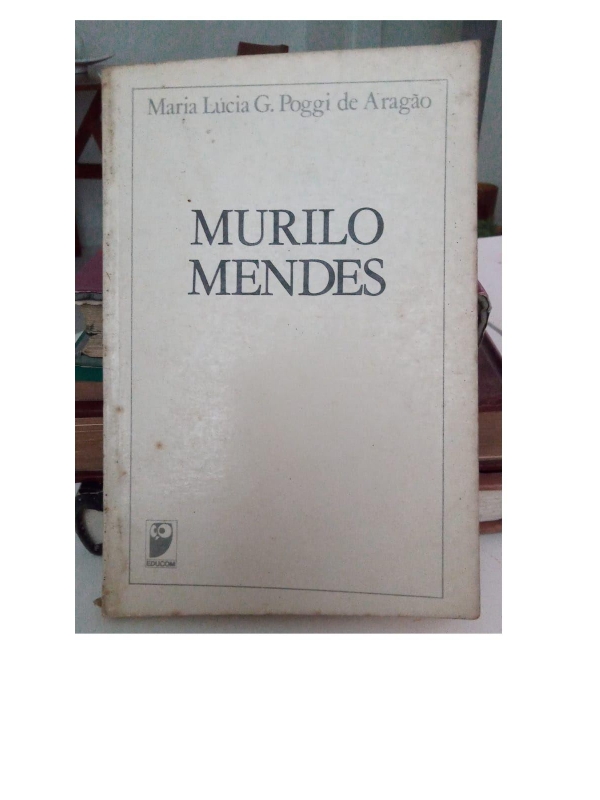 Maria Lúcia G. Poggi de Aragão
MURILO
MENDES
EDUCOM